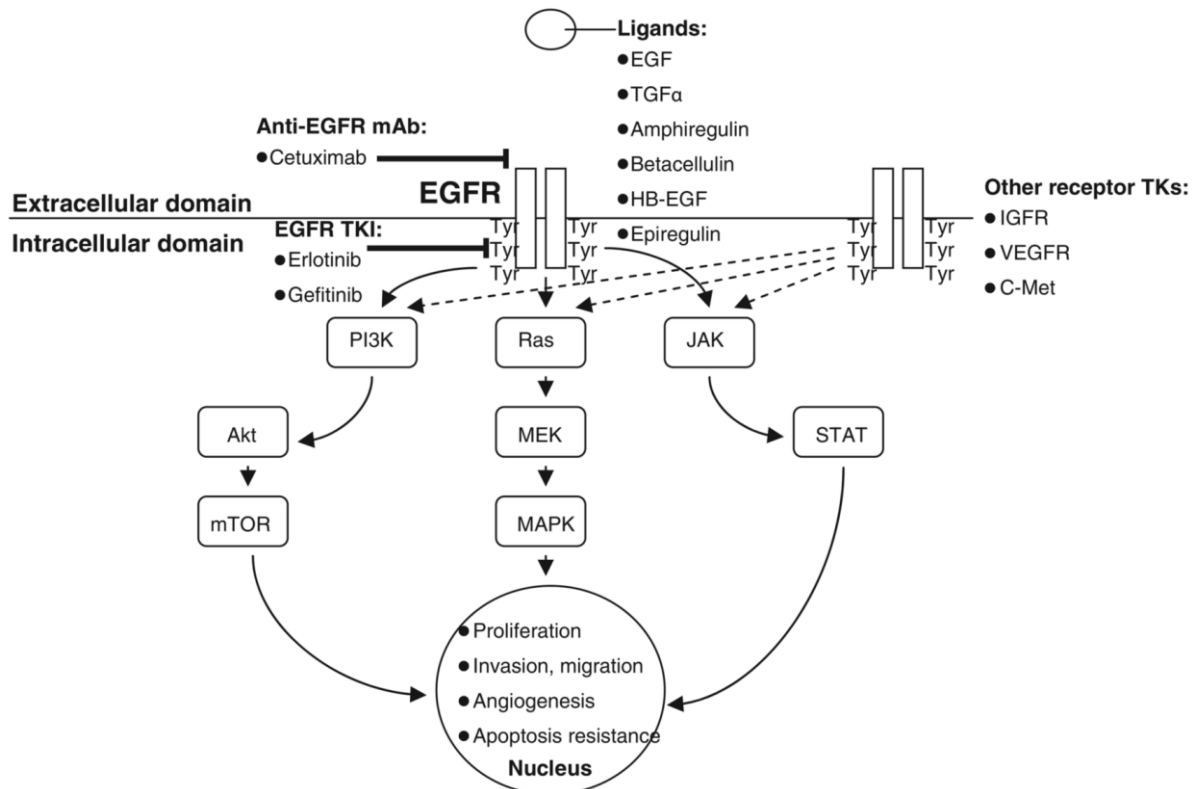 Ligands:
●EGF
●TGFα
●Amphiregulin
●Betacellulin
●HB-EGF
●Epiregulin
Anti-EGFR mAb:
●Cetuximab
EGFR
Extracellular domain
Intracellular domain
EGFR TKI:
●Erlotinib
●Gefitinib
Tyr Tyr
Tyr Tyr
Tyr Tyr
Tyr Tyr
Tyr Tyr
Tyr Tyr
Other receptor TKs:
● IGFR
● VEGFR
● C-Met
PI3K
Ras
JAK
Akt
MEK
STAT
mTOR
MAPK
●Proliferation
●Invasion, migration
●Angiogenesis
●Apoptosis resistance
Nucleus